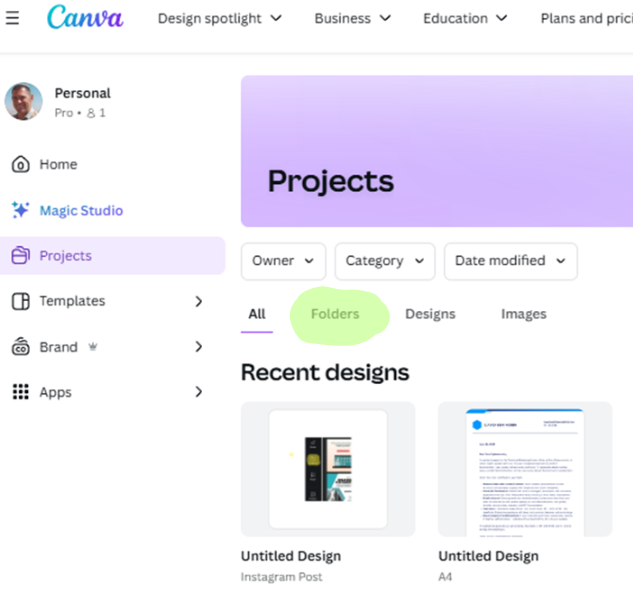 Canva
Design spotlight
Business
Education
Plans and prici
Personal
Pro • 1
Home
Magic Studio
Projects
Templates
Brand
Apps
Projects
Owner
Category
Date modified
All
Folders
Designs
Images
Recent designs
Untitled Design
Instagram Post
Untitled Design
A4